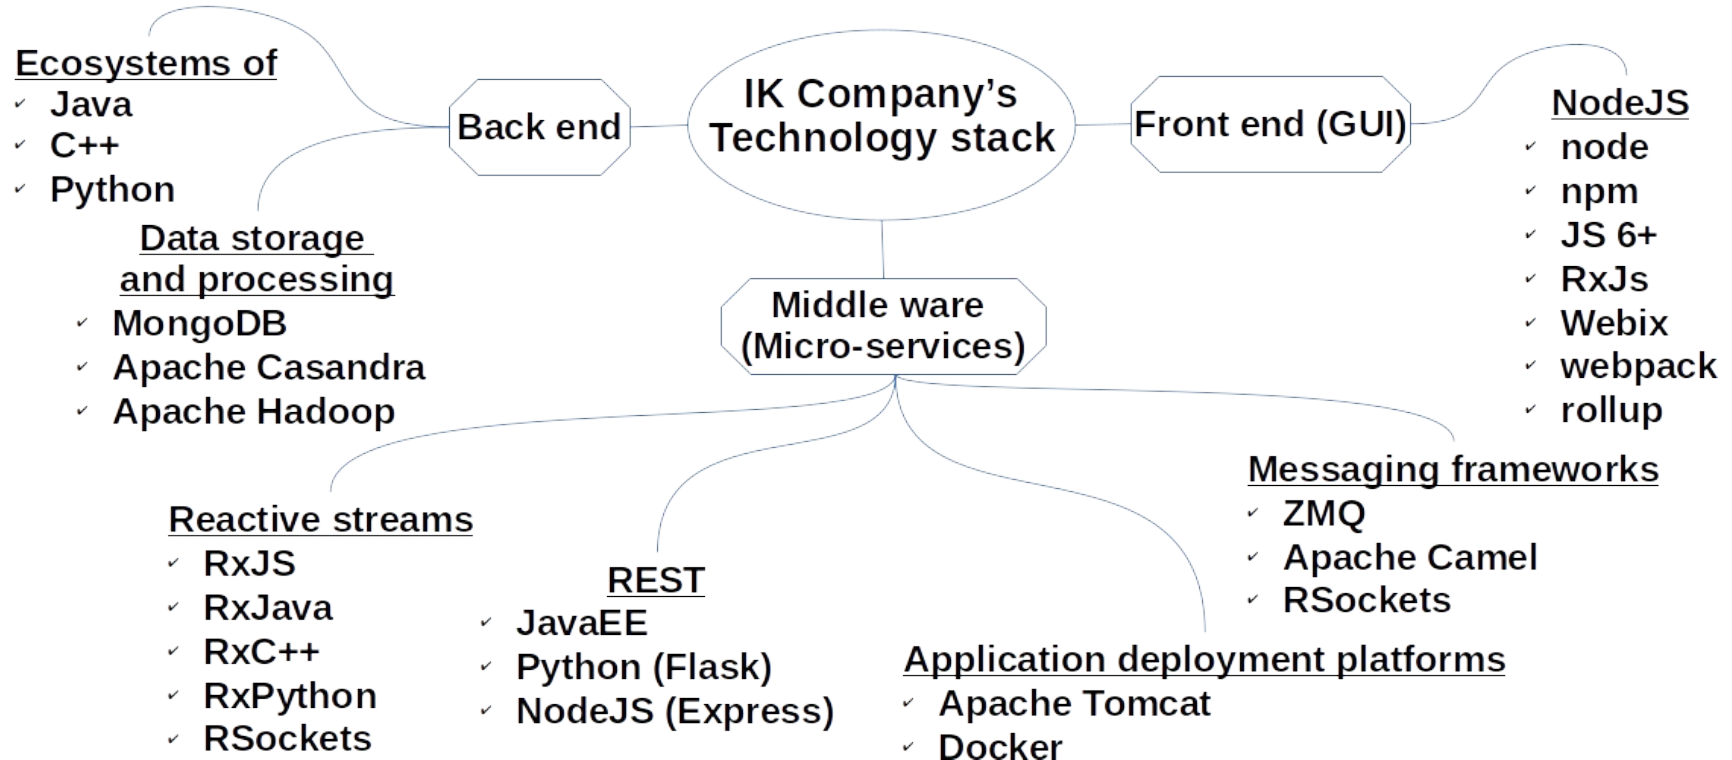 IK Company’s
Technology stack
Back end
Ecosystems of
Java
C++
Python
Data storage
and processing
MongoDB
Apache Casandra
Apache Hadoop
Front end (GUI)
NodeJS
node
npm
JS 6+
RxJs
Webix
webpack
rollup
Middle ware
(Micro-services)
Reactive streams
RxJS
RxJava
RxC++
RxPython
RSockets
REST
JavaEE
Python (Flask)
NodeJS (Express)
Application deployment platforms
Apache Tomcat
Docker
Messaging frameworks
ZMQ
Apache Camel
RSockets